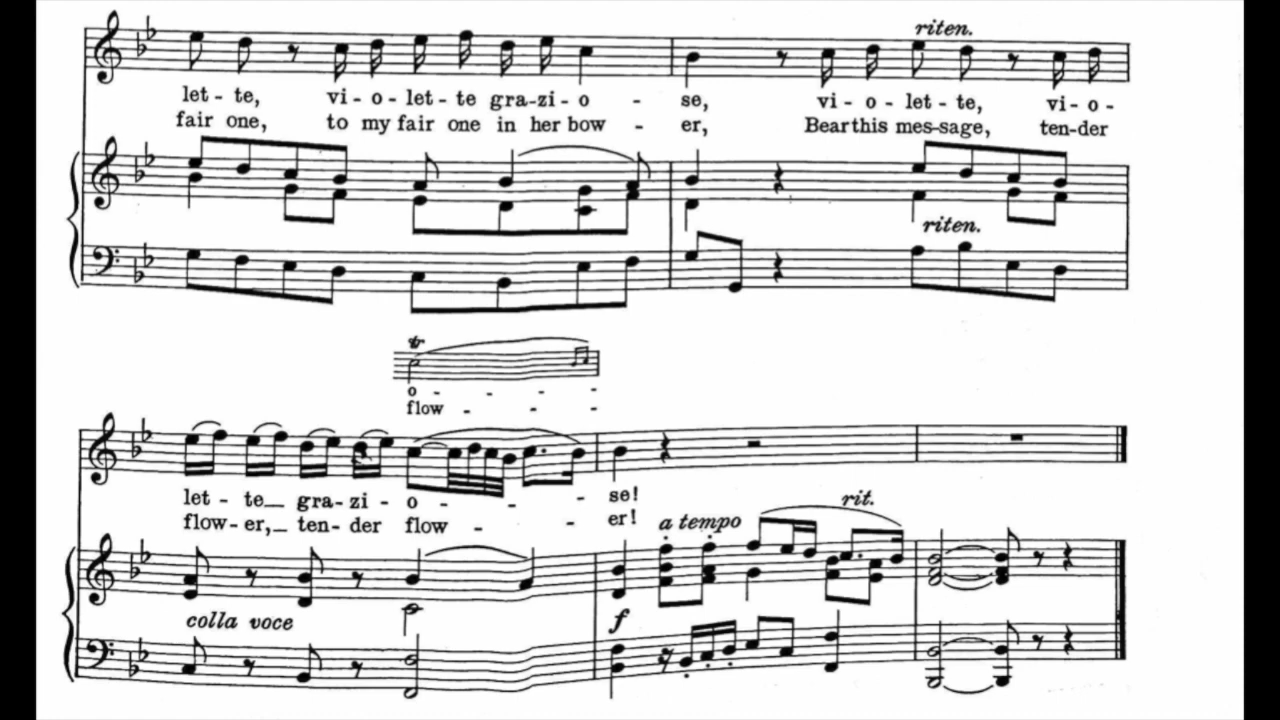 riten.
let - te, vi - o - let - te gra - zi - o - se, vi - o - let - te, vi - o -
fair one, to my fair one in her bow - er, Bear this mes - sage, ten - der
riten.
tr
o - - - -
flow - - -
let - te gra - zi - o - - - se!
flow - er, ten - der flow - - er!
a tempo
rit.
colla voce
f